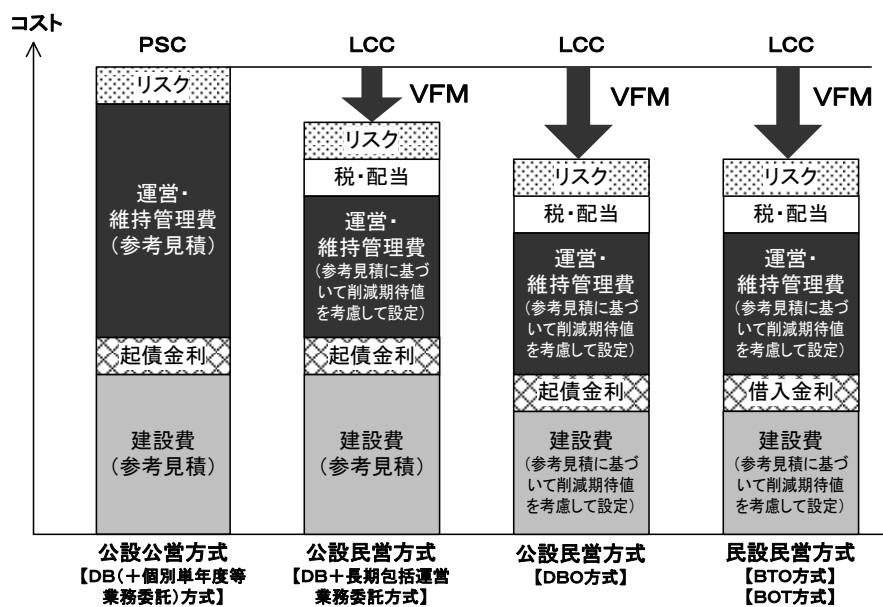 コスト
PSC
リスク
運営・
維持管理費
(参考見積)
起債金利
建設費
(参考見積)
公設公営方式
【DB(+個別単年度等
業務委託)方式】
LCC
VFM
リスク
税・配当
運営・
維持管理費
(参考見積に基づ
いて削減期待値
を考慮して設定)
起債金利
建設費
(参考見積)
公設民営方式
【DB+長期包括運営
業務委託方式】
LCC
VFM
リスク
税・配当
運営・
維持管理費
(参考見積に基づ
いて削減期待値
を考慮して設定)
起債金利
建設費
(参考見積に基づ
いて削減期待値
を考慮して設定)
公設民営方式
【DBO方式】
LCC
VFM
リスク
税・配当
運営・
維持管理費
(参考見積に基づ
いて削減期待値
を考慮して設定)
借入金利
建設費
(参考見積に基づ
いて削減期待値
を考慮して設定)
民設民営方式
【BTO方式】
【BOT方式】